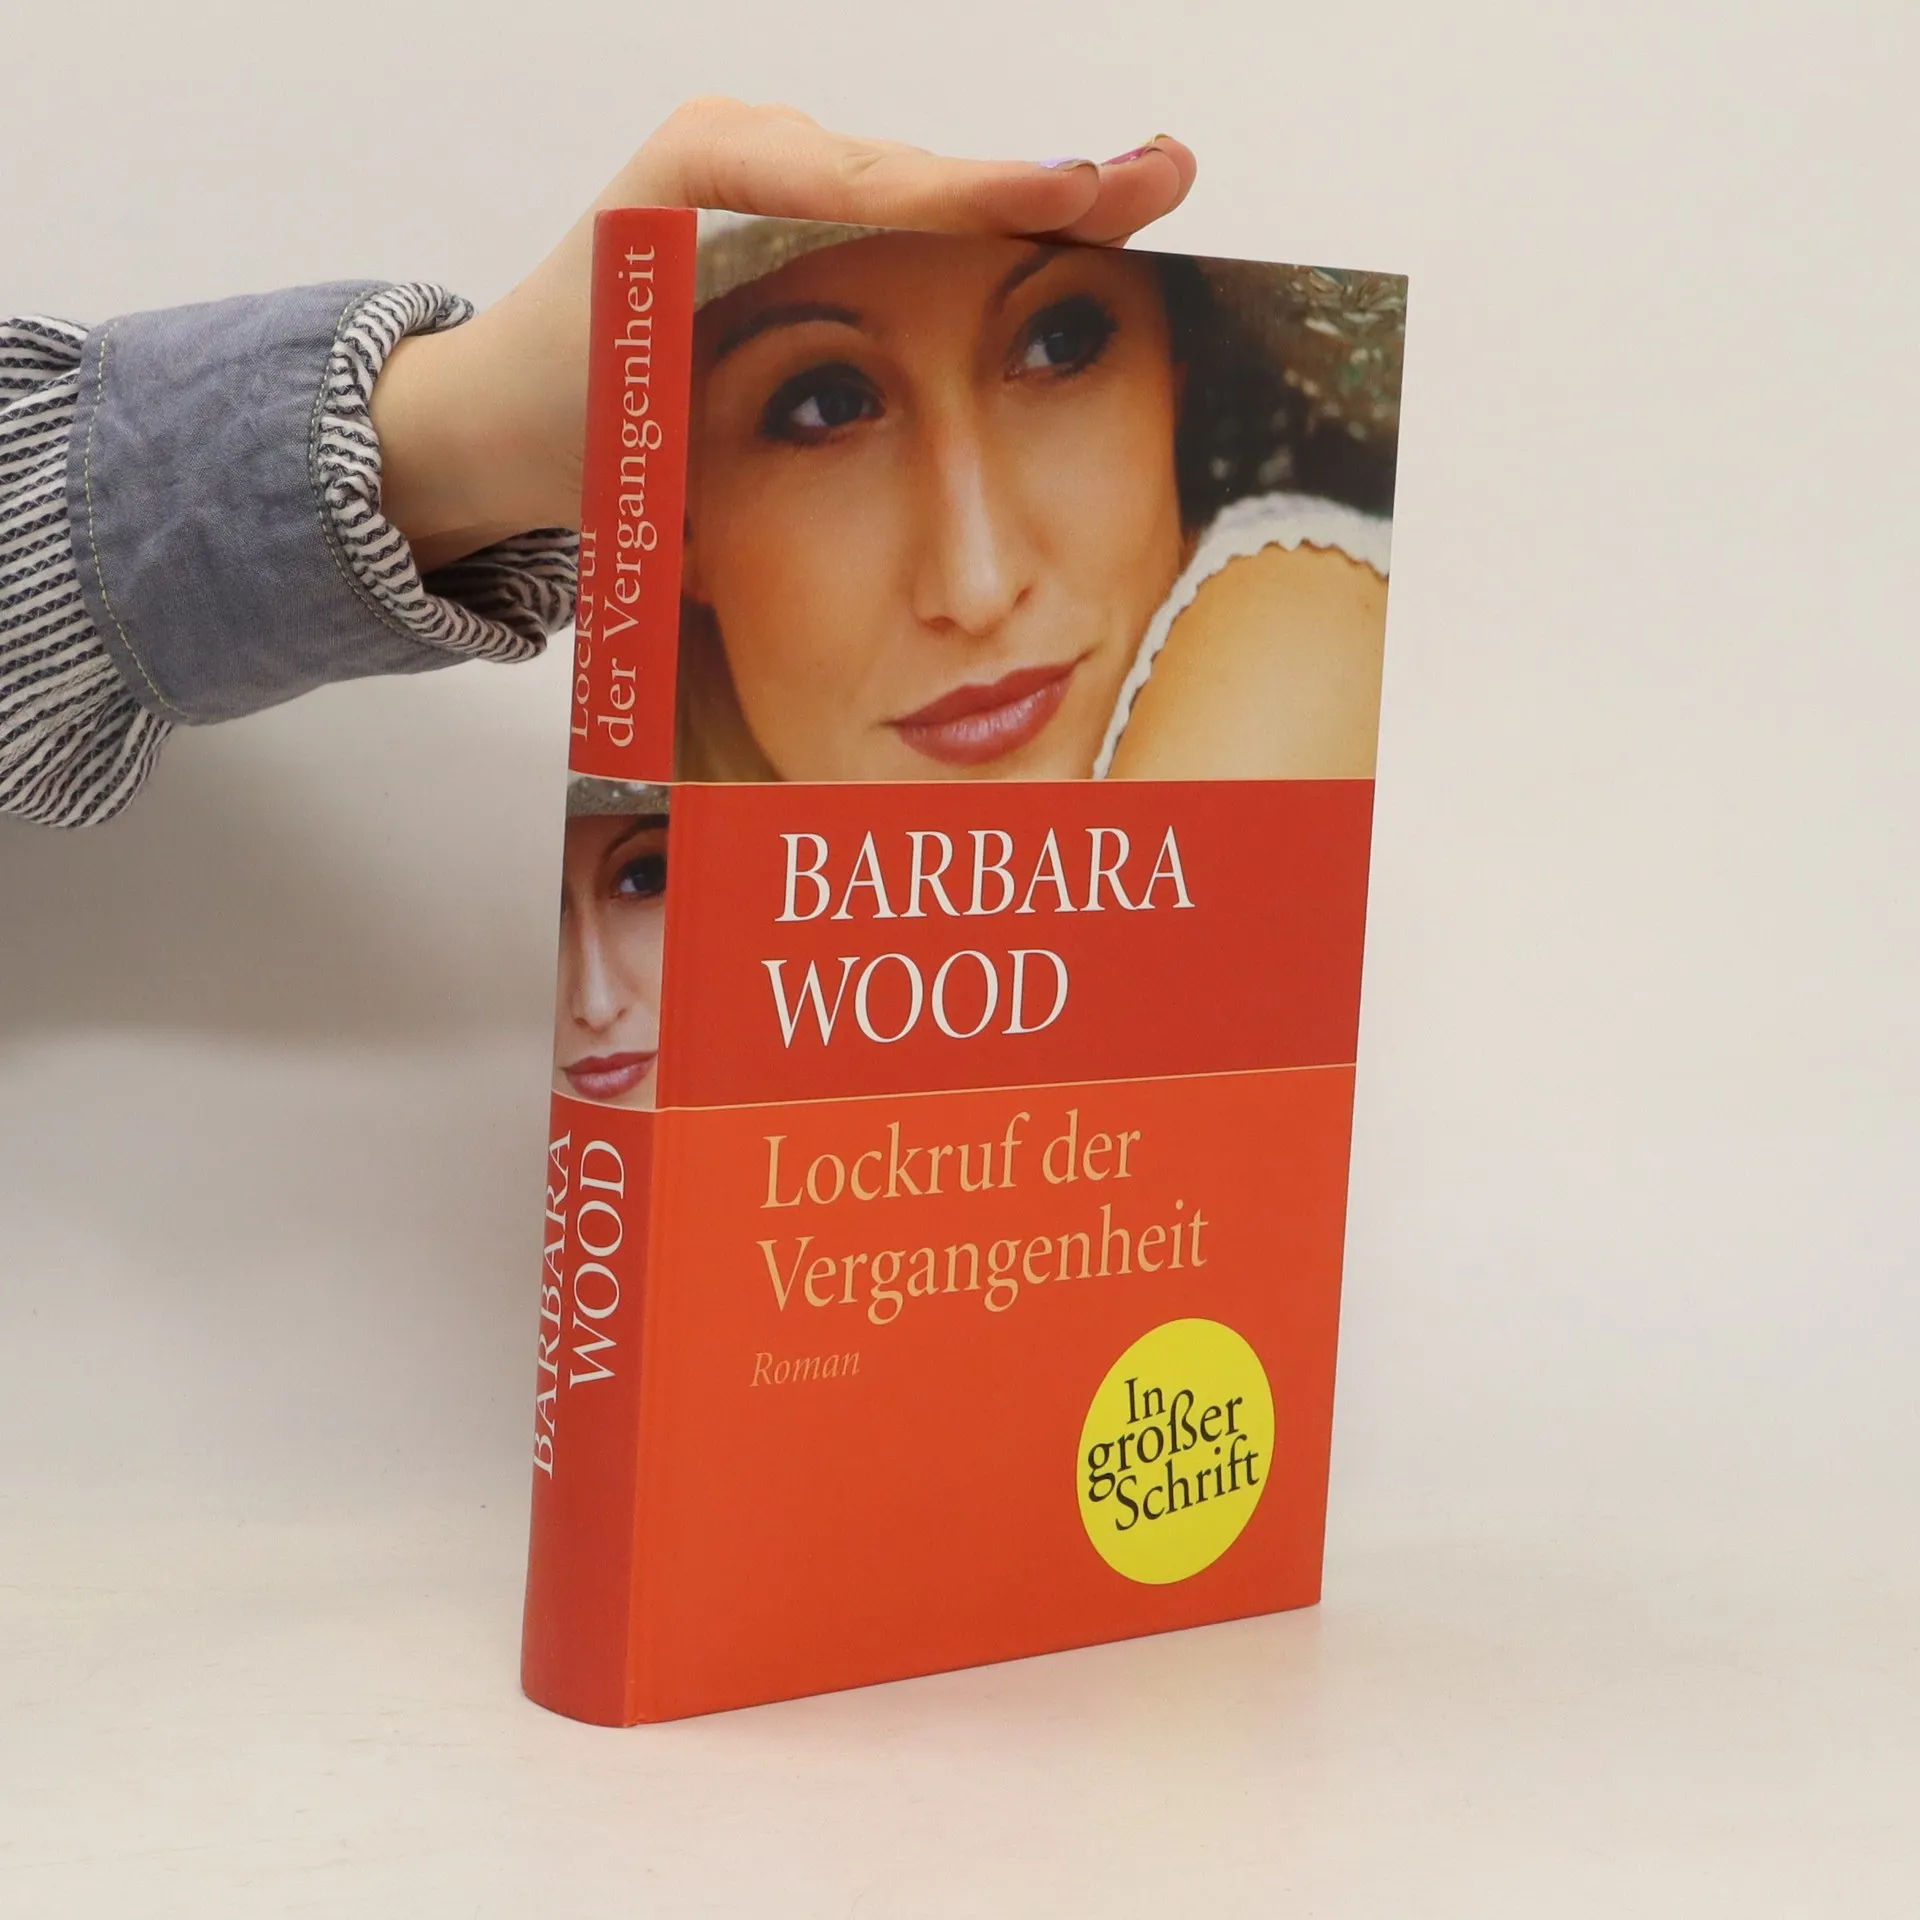 Lockruf
der Vergangenheit
BARBARA
WOOD
BARBARA
WOOD
Lockruf der
Vergangenheit
Roman
In
großer
Schrift